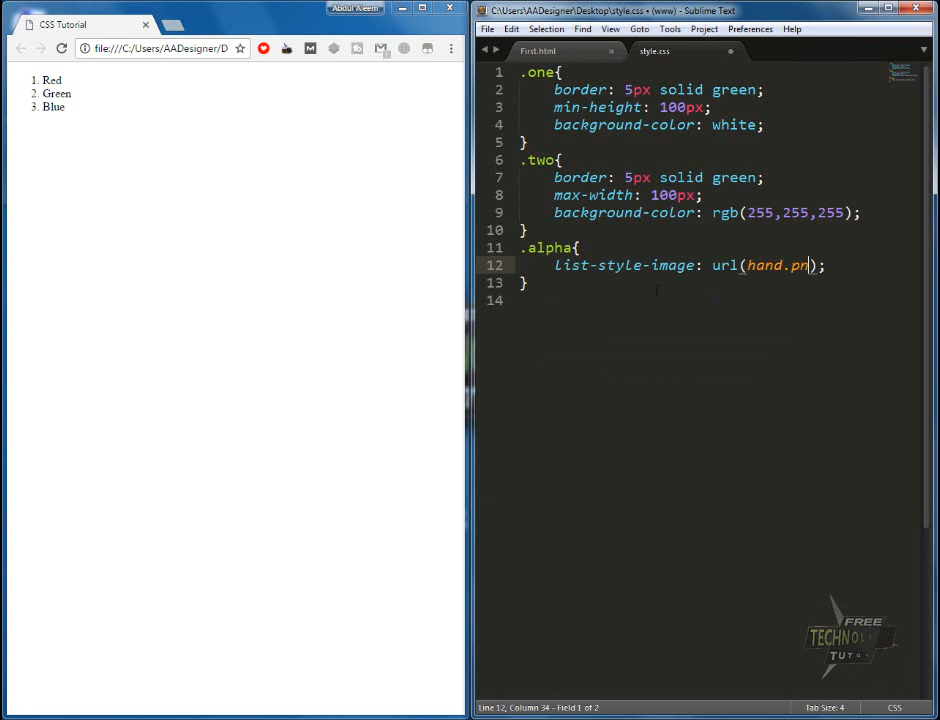 Abdul Aleem
CSS Tutorial
file:///C:/Users/AADesigner/D
1. Red
2. Green
3. Blue
C:\Users\AADesigner\Desktop\style.css • (www) - Sublime Text
File Edit Selection Find View Goto Tools Project Preferences Help
First.html style.css
1 .one{
2 border: 5px solid green;
3 min-height: 100px;
4 background-color: white;
5 }
6 .two{
7 border: 5px solid green;
8 max-width: 100px;
9 background-color: rgb(255,255,255);
10 }
11 .alpha{
12 list-style-image: url(hand.pn);
13 }
14
FREE
TECHNOLO
TUTO
Line 12, Column 34 - Field 1 of 2 Tab Size: 4 CSS